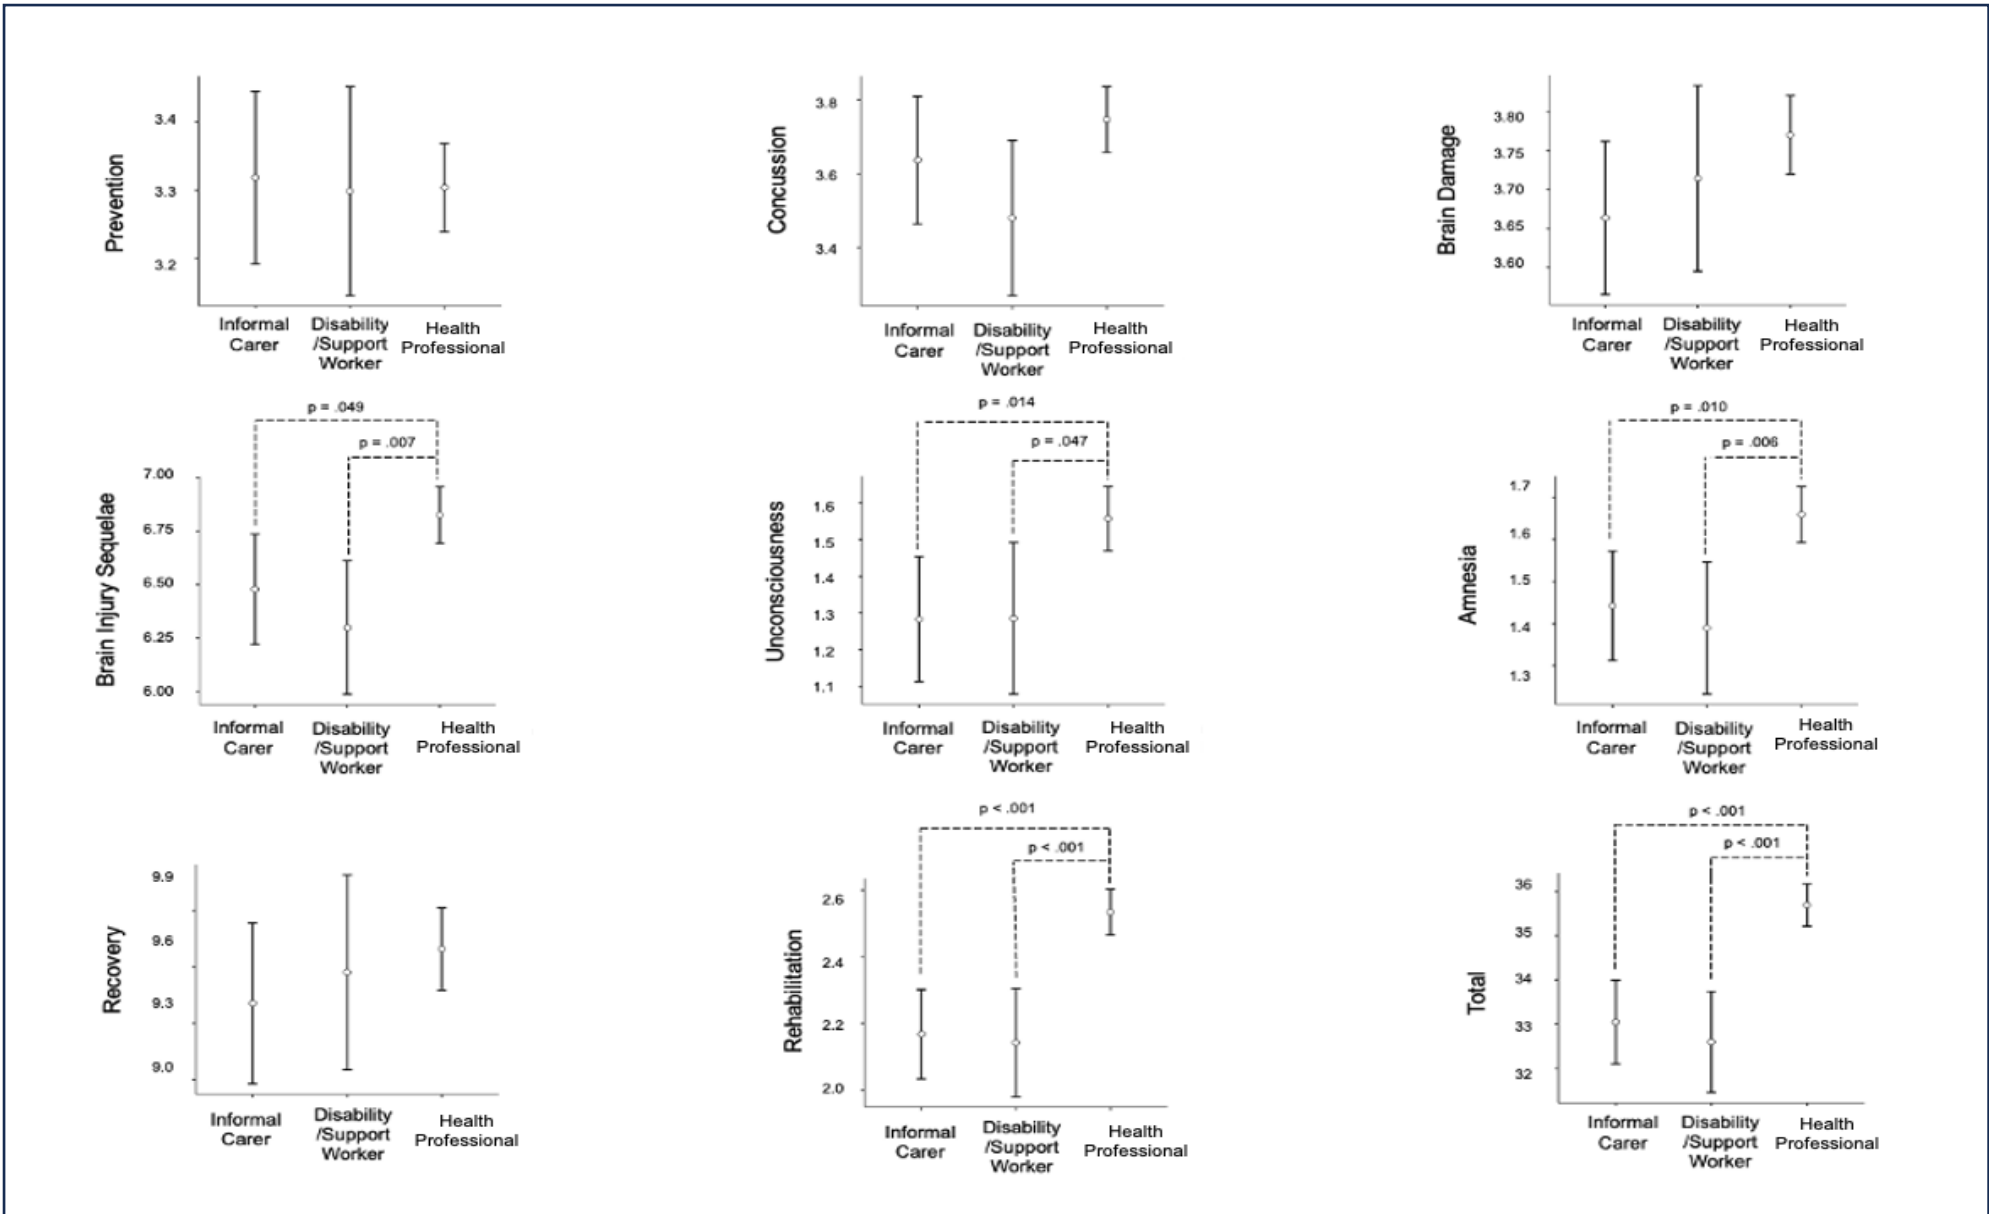 Prevention
3.4
3.3
3.2
Informal
Carer
Disability
/Support
Worker
Health
Professional
Concussion
3.8
3.6
3.4
Informal
Carer
Disability
/Support
Worker
Health
Professional
Brain Damage
3.80
3.75
3.70
3.65
3.60
Informal
Carer
Disability
/Support
Worker
Health
Professional
p = .049
p = .007
Brain Injury Sequelae
7.00
6.75
6.50
6.25
6.00
Informal
Carer
Disability
/Support
Worker
Health
Professional
p = .014
p = .047
Unconsciousness
1.6
1.5
1.4
1.3
1.2
1.1
Informal
Carer
Disability
/Support
Worker
Health
Professional
p = .010
p = .006
Amnesia
1.7
1.6
1.5
1.4
1.3
Informal
Carer
Disability
/Support
Worker
Health
Professional
Recovery
9.9
9.6
9.3
9.0
Informal
Carer
Disability
/Support
Worker
Health
Professional
p < .001
p < .001
Rehabilitation
2.6
2.4
2.2
2.0
Informal
Carer
Disability
/Support
Worker
Health
Professional
p < .001
p < .001
Total
36
35
34
33
32
Informal
Carer
Disability
/Support
Worker
Health
Professional